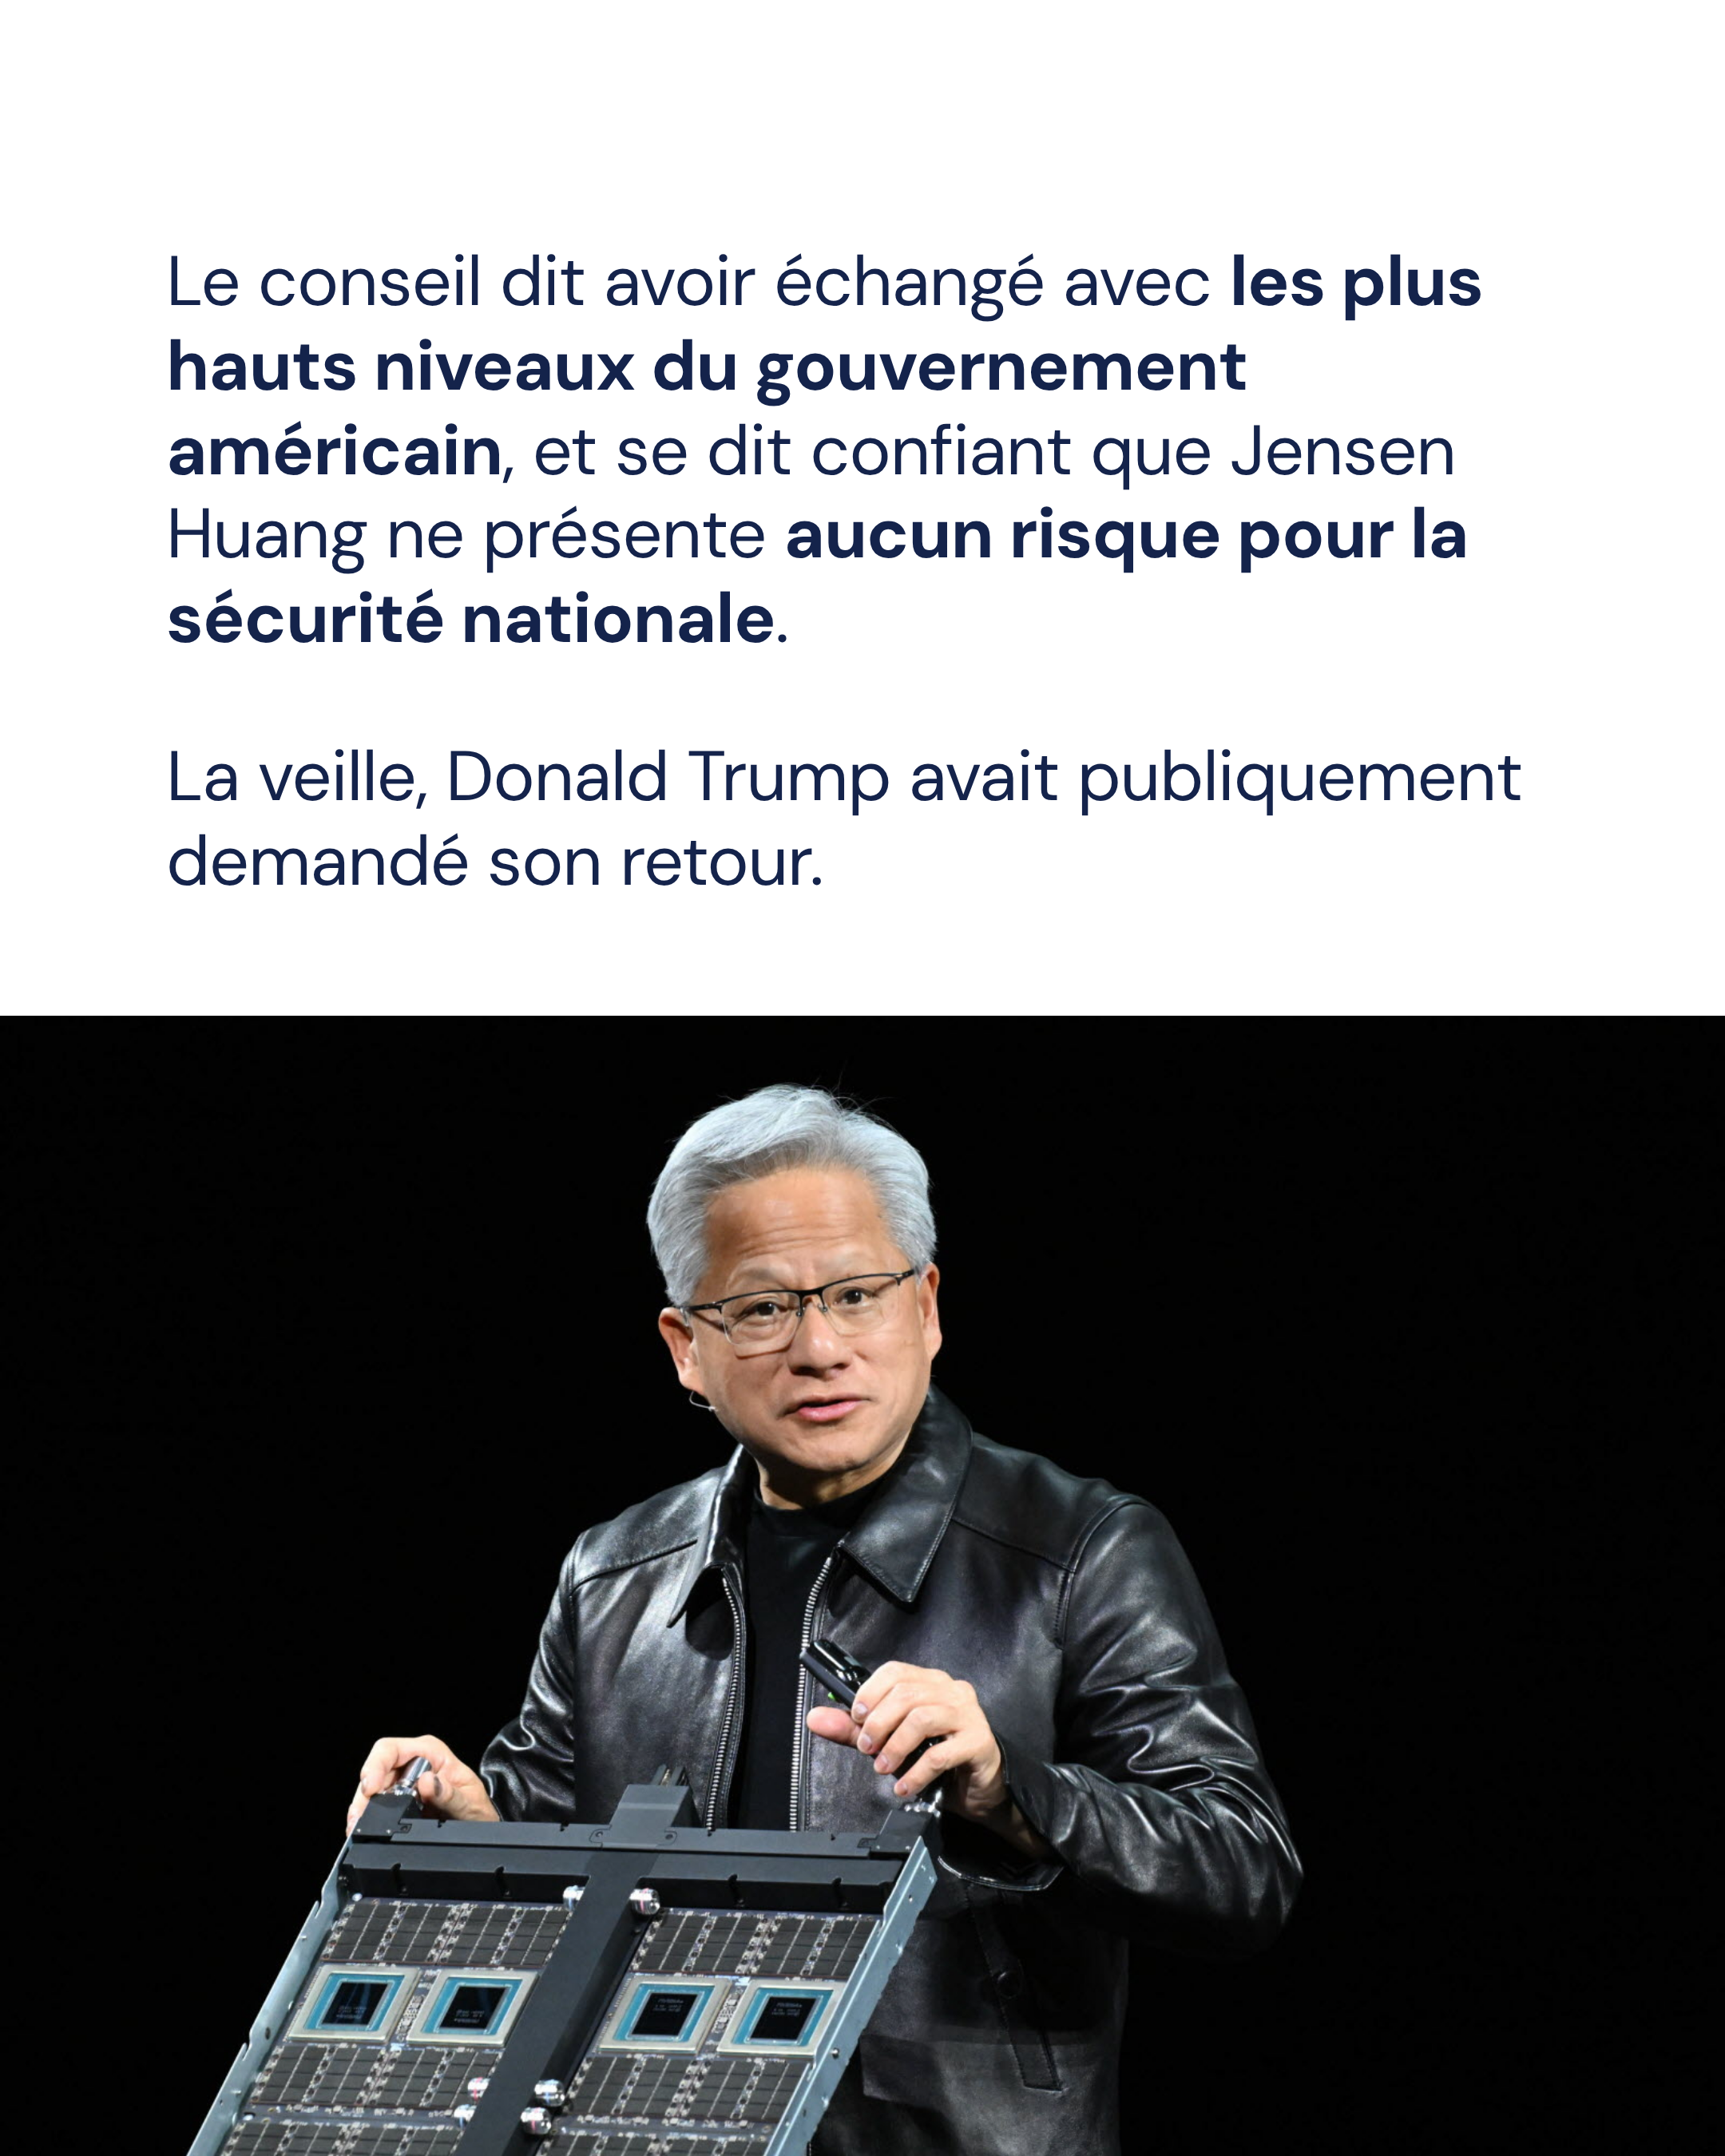 Le conseil dit avoir échangé avec les plus
hauts niveaux du gouvernement
américain, et se dit confiant que Jensen
Huang ne présente aucun risque pour la
sécurité nationale.
La veille, Donald Trump avait publiquement
demandé son retour.